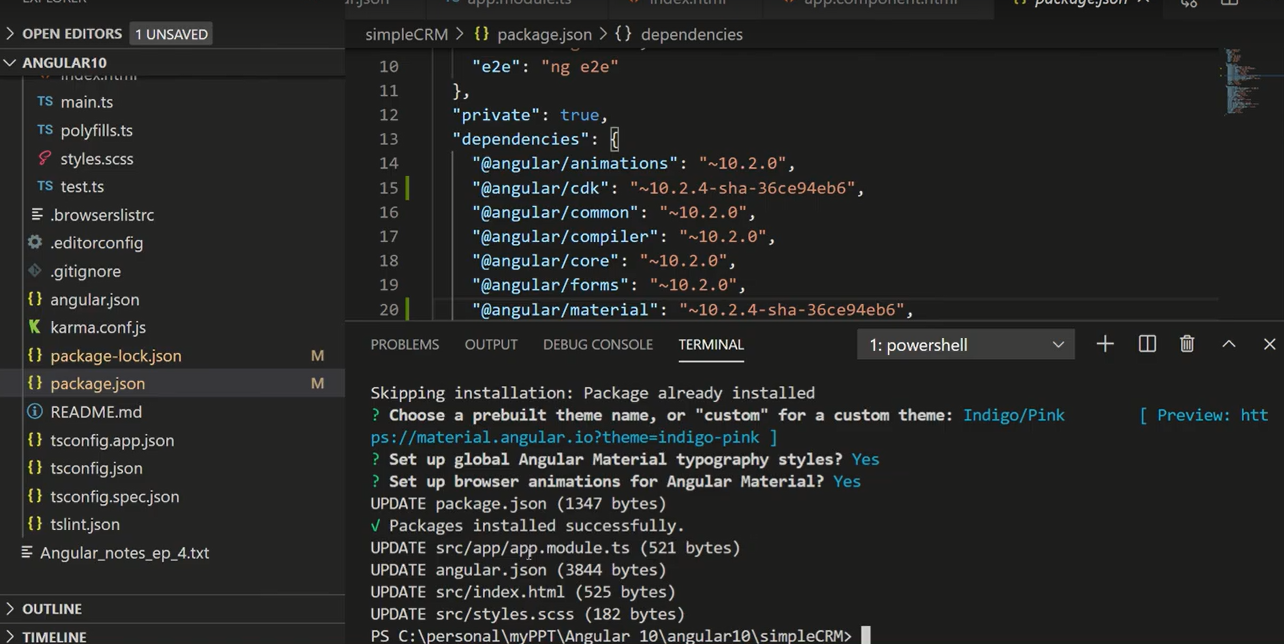 OPEN EDITORS 1 UNSAVED
ANGULAR10
index.html
TS main.ts
TS polyfills.ts
styles.scss
TS test.ts
.browserslistrc
.editorconfig
.gitignore
{} angular.json
K karma.conf.js
{} package-lock.json M
{} package.json M
README.md
{} tsconfig.app.json
{} tsconfig.json
{} tsconfig.spec.json
{} tslint.json
Angular_notes_ep_4.txt
OUTLINE
TIMELINE
app.module.ts index.html app.component.html {} package.json
simpleCRM > {} package.json > {} dependencies
10 "e2e": "ng e2e"
11 },
12 "private": true,
13 "dependencies": {
14 "@angular/animations": "~10.2.0",
15 "@angular/cdk": "~10.2.4-sha-36ce94eb6",
16 "@angular/common": "~10.2.0",
17 "@angular/compiler": "~10.2.0",
18 "@angular/core": "~10.2.0",
19 "@angular/forms": "~10.2.0",
20 "@angular/material": "~10.2.4-sha-36ce94eb6",
PROBLEMS OUTPUT DEBUG CONSOLE TERMINAL 1: powershell
Skipping installation: Package already installed
? Choose a prebuilt theme name, or "custom" for a custom theme: Indigo/Pink [ Preview: htt
ps://material.angular.io?theme=indigo-pink ]
? Set up global Angular Material typography styles? Yes
? Set up browser animations for Angular Material? Yes
UPDATE package.json (1347 bytes)
√ Packages installed successfully.
UPDATE src/app/app.module.ts (521 bytes)
UPDATE angular.json (3844 bytes)
UPDATE src/index.html (525 bytes)
UPDATE src/styles.scss (182 bytes)
PS C:\personal\myPPT\Angular 10\angular10\simpleCRM>